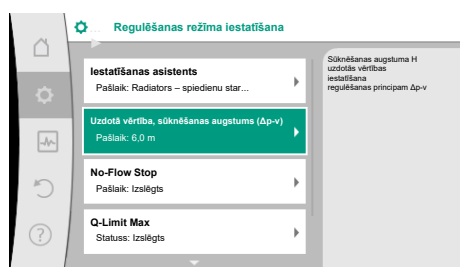 ... Regulēšanas režīma iestatīšana
Iestatīšanas asistents
Pašlaik: Radiators – spiedienu star...
Uzdotā vērtība, sūknēšanas augstums (Δp-v)
Pašlaik: 6,0 m
No-Flow Stop
Pašlaik: Izslēgts
Q-Limit Max
Statuss: Izslēgts
Sūknēšanas augstuma H
uzdotās vērtības
iestatīšana
regulēšanas principam Δp-v